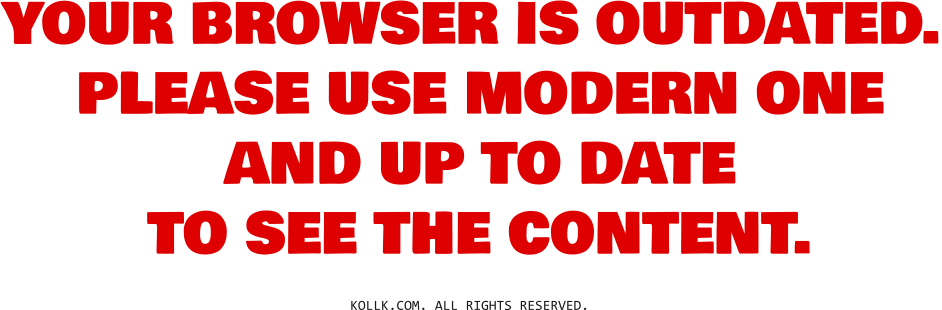 YOUR BROWSER IS OUTDATED.
PLEASE USE MODERN ONE
AND UP TO DATE
TO SEE THE CONTENT.
KOLLK.COM. ALL RIGHTS RESERVED.